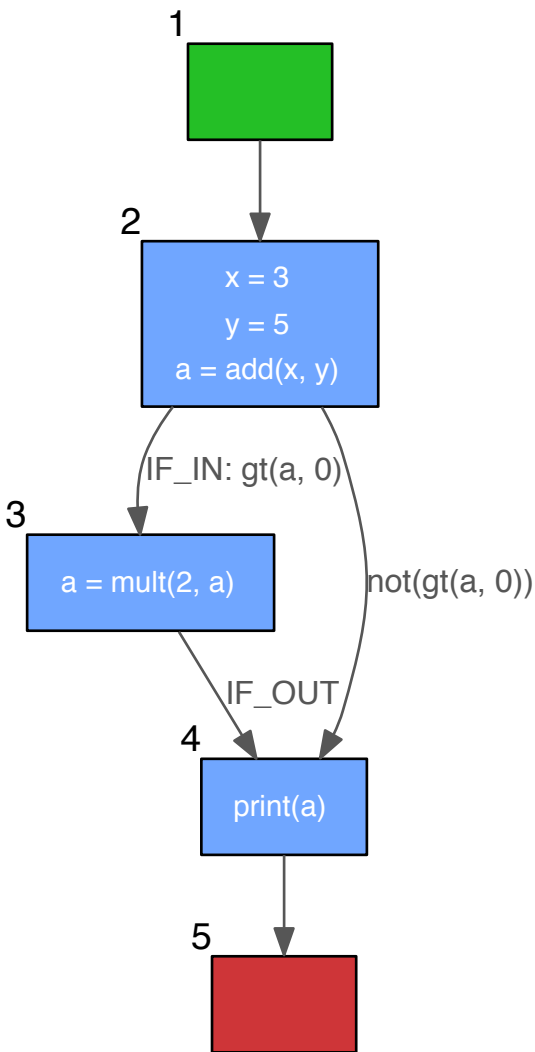 1
2
x = 3
y = 5
a = add(x, y)
IF_IN: gt(a, 0)
3
a = mult(2, a)
not(gt(a, 0))
IF_OUT
4
print(a)
5